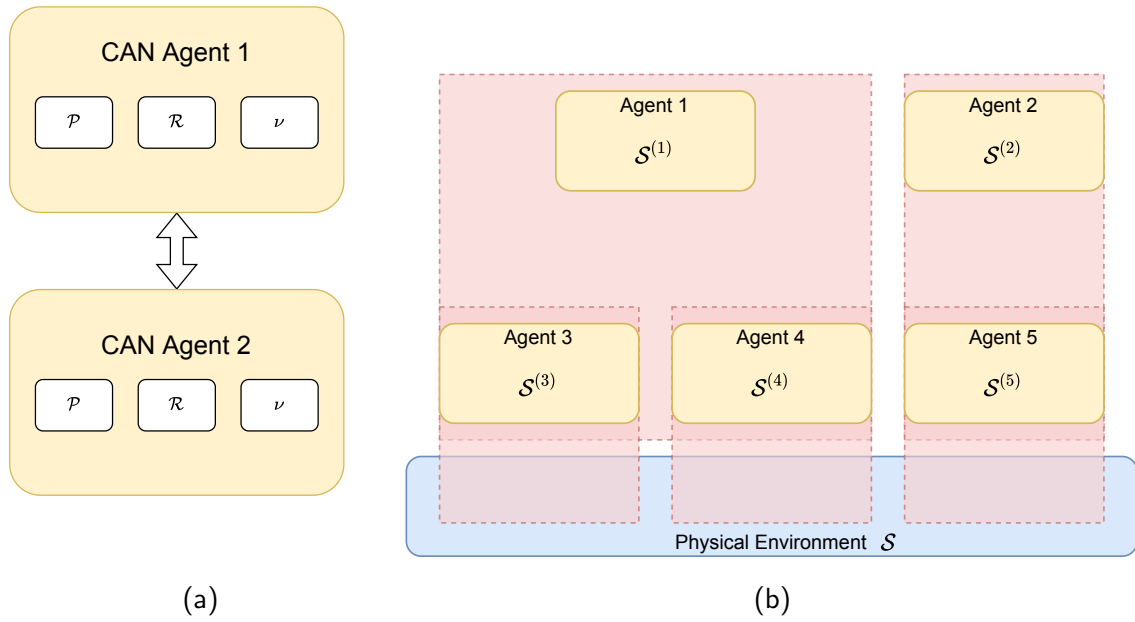 CAN Agent 1
𝒫 ℛ ν
CAN Agent 2
𝒫 ℛ ν
(a)
Agent 1
𝒮⁽¹⁾
Agent 2
𝒮⁽²⁾
Agent 3
𝒮⁽³⁾
Agent 4
𝒮⁽⁴⁾
Agent 5
𝒮⁽⁵⁾
Physical Environment 𝒮
(b)